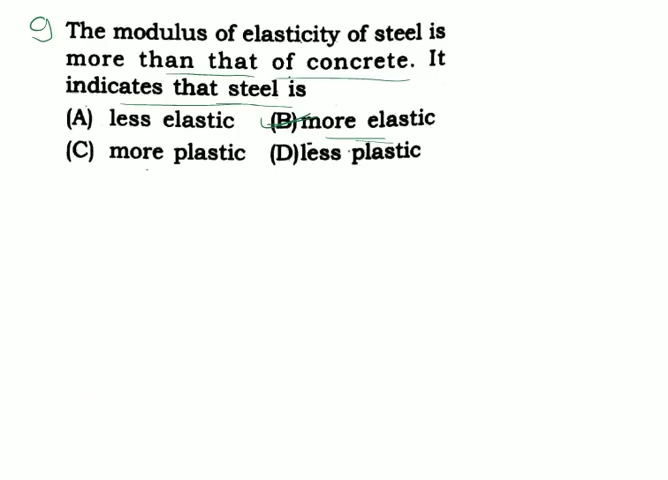 9 The modulus of elasticity of steel is
more than that of concrete. It
indicates that steel is
(A) less elastic (B) more elastic
(C) more plastic (D) less plastic